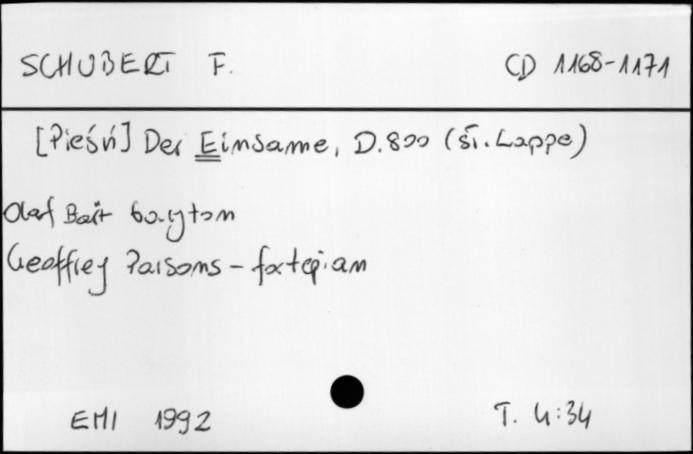 SCHUBERT F. CD 1168-1171
[Pieśń] Der Einsame, D.800 (sł. Lappe)
Olaf Bär baryton
Geoffrey Parsons - fortepian
EMI 1992 T. 4:34